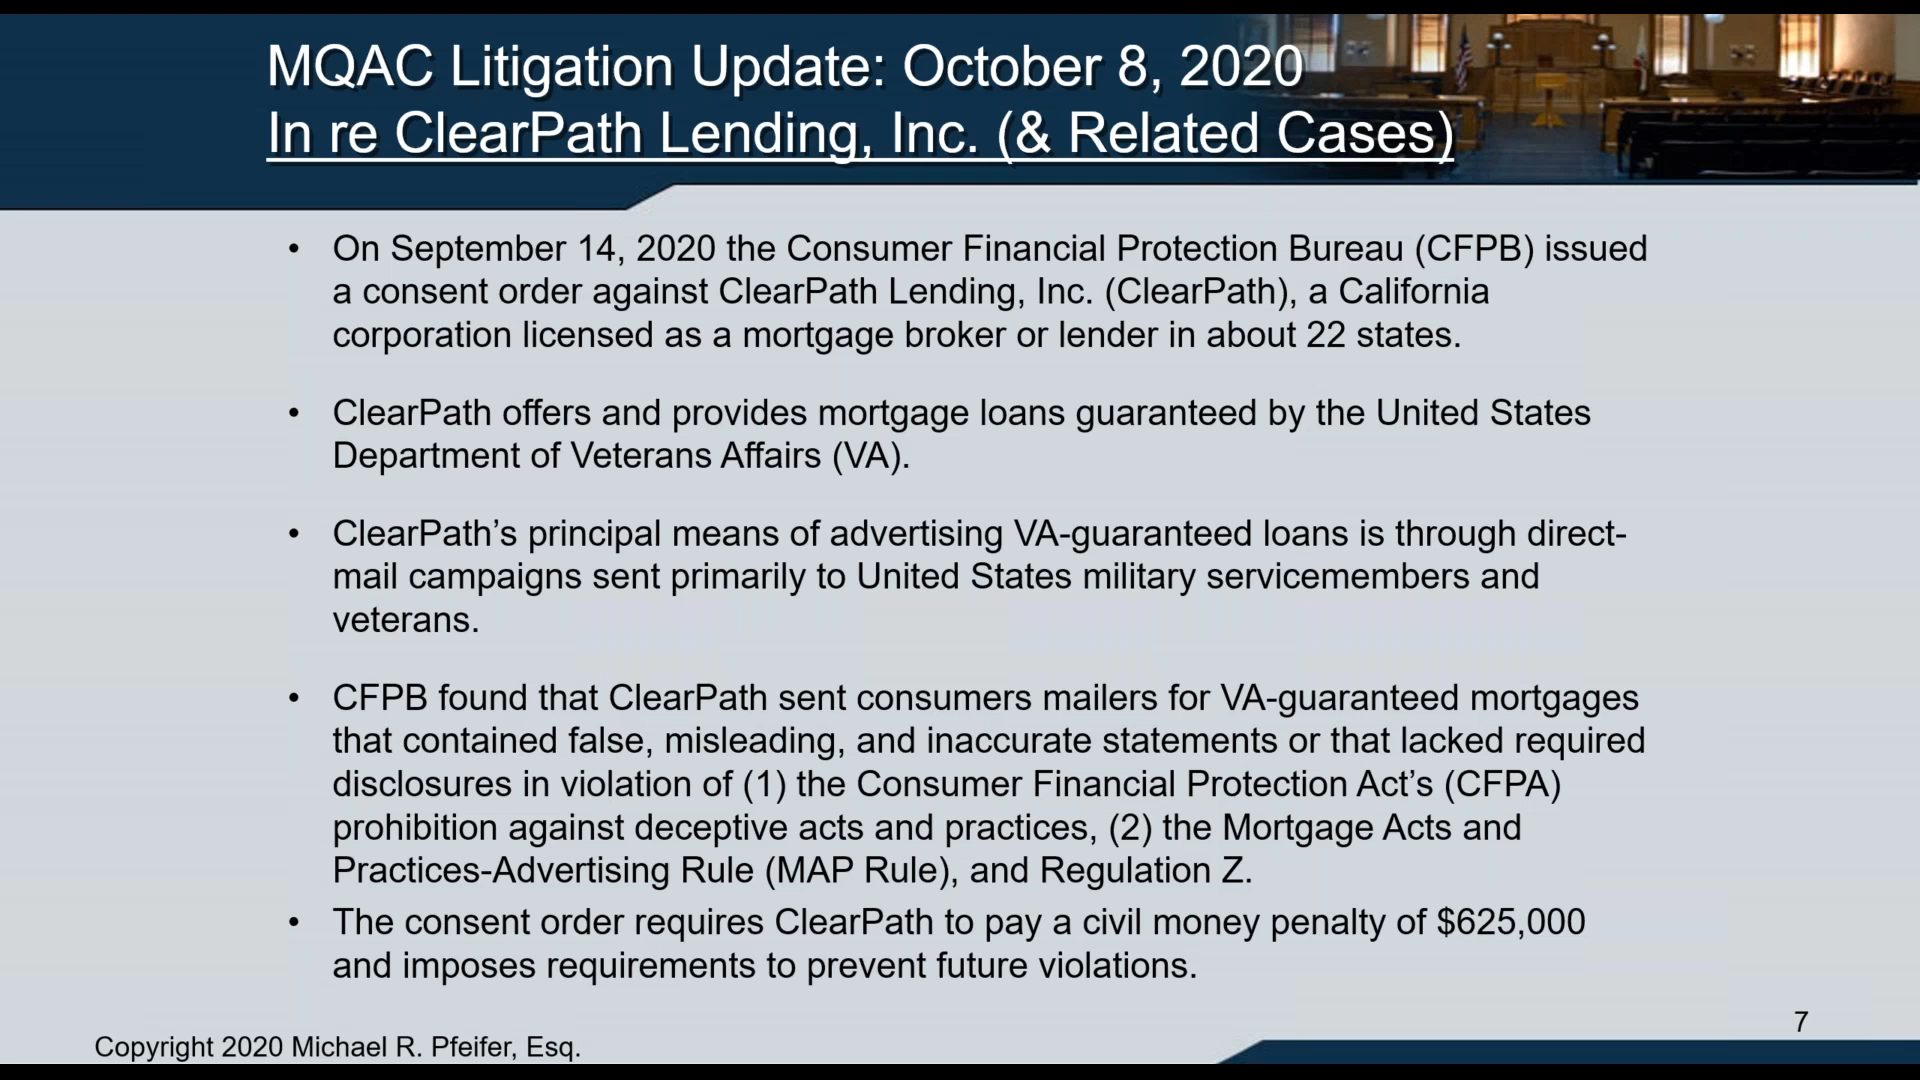 MQAC Litigation Update: October 8, 2020
In re ClearPath Lending, Inc. (& Related Cases)
• On September 14, 2020 the Consumer Financial Protection Bureau (CFPB) issued
a consent order against ClearPath Lending, Inc. (ClearPath), a California
corporation licensed as a mortgage broker or lender in about 22 states.
• ClearPath offers and provides mortgage loans guaranteed by the United States
Department of Veterans Affairs (VA).
• ClearPath’s principal means of advertising VA-guaranteed loans is through direct-
mail campaigns sent primarily to United States military servicemembers and
veterans.
• CFPB found that ClearPath sent consumers mailers for VA-guaranteed mortgages
that contained false, misleading, and inaccurate statements or that lacked required
disclosures in violation of (1) the Consumer Financial Protection Act’s (CFPA)
prohibition against deceptive acts and practices, (2) the Mortgage Acts and
Practices-Advertising Rule (MAP Rule), and Regulation Z.
• The consent order requires ClearPath to pay a civil money penalty of $625,000
and imposes requirements to prevent future violations.
7
Copyright 2020 Michael R. Pfeifer, Esq.